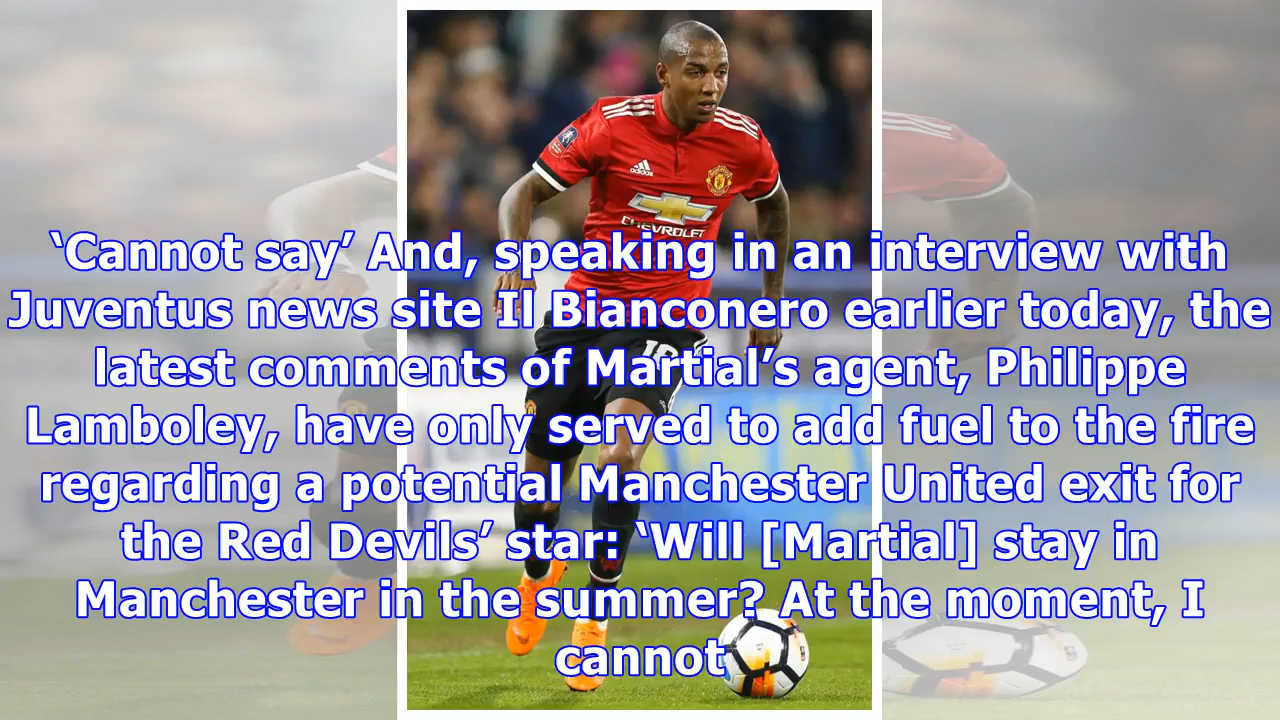 adidas
CHEVROLET
‘Cannot say’ And, speaking in an interview with
Juventus news site Il Bianconero earlier today, the
latest comments of Martial’s agent, Philippe
Lamboley, have only served to add fuel to the fire
regarding a potential Manchester United exit for
the Red Devils’ star: ‘Will [Martial] stay in
Manchester in the summer? At the moment, I
cannot